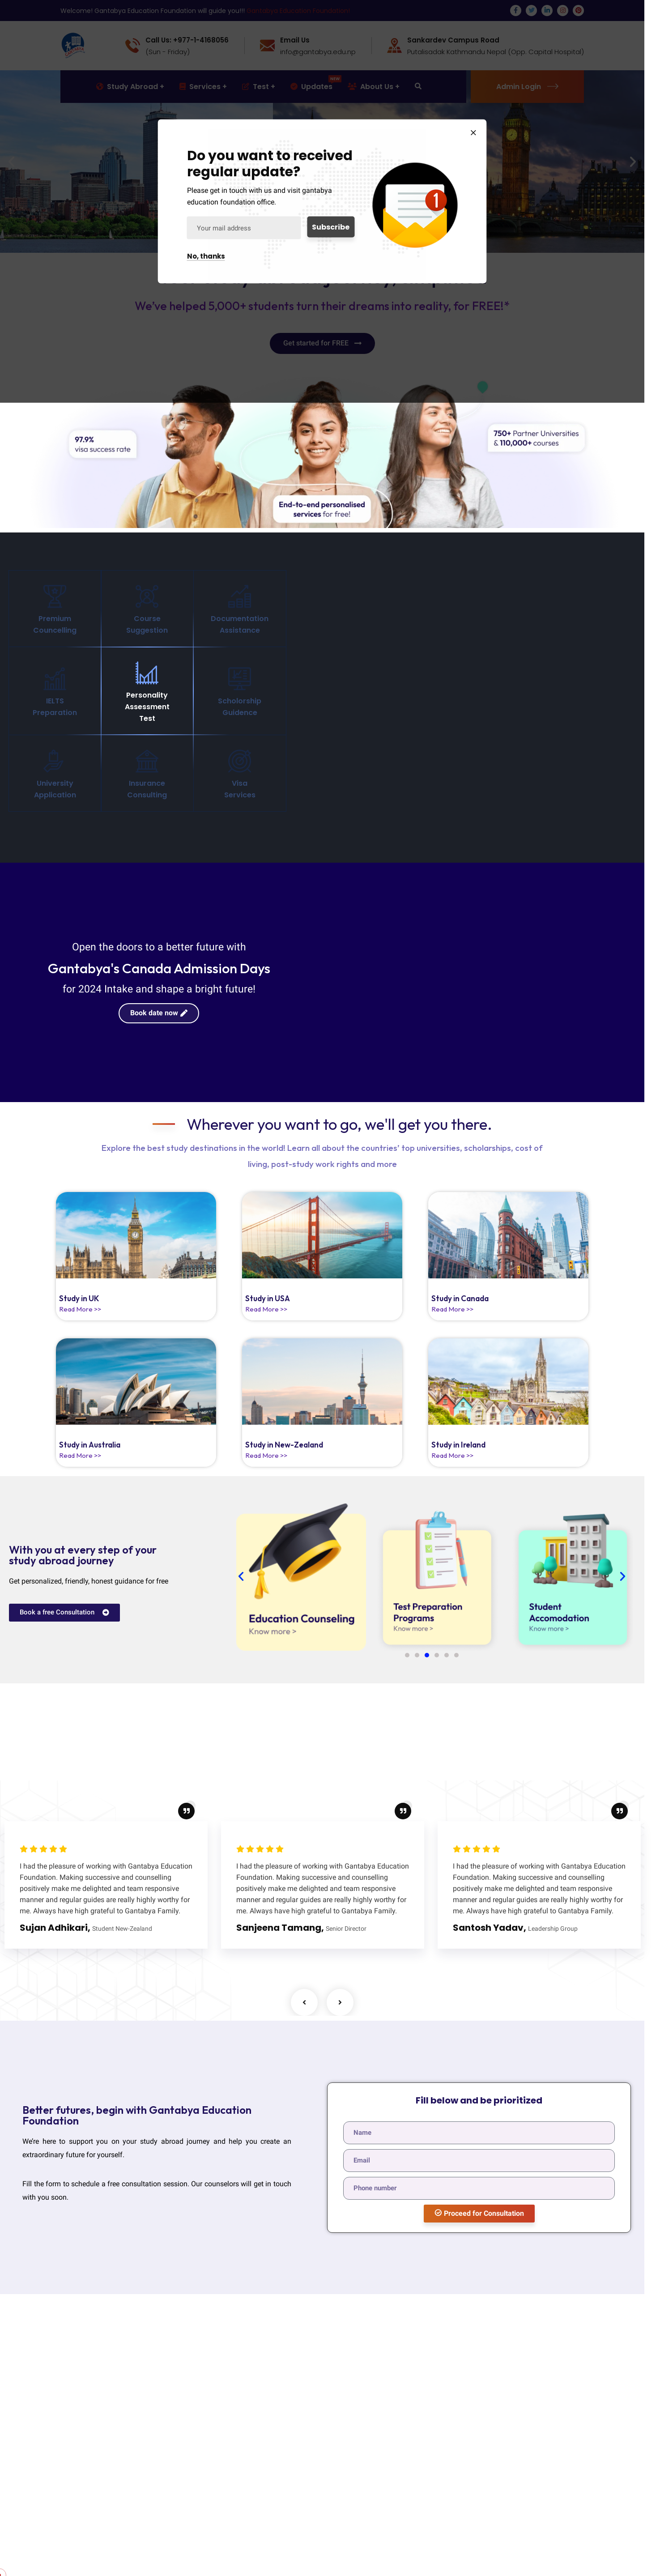 Welcome! Gantabya Education Foundation will guide you!!!
Call Us: +977-1-4168056
(Sun - Friday)
Email Us
info@gantabya.edu.np
Sankardev Campus Road
Putalisadak Kathmandu Nepal (Opp. Capital Hospital)
Study Abroad +
Services +
Test +
Updates
NEW
About Us +
Admin Login
Do you want to received
regular update?
Please get in touch with us and visit gantabya
education foundation office.
Your mail address
Subscribe
No, thanks
1
We've helped 5,000+ students turn their dreams into reality, for FREE!*
Get started for FREE
97.9%
visa success rate
750+ Partner Universities
& 110,000+ courses
End-to-end personalised
services for free!
Premium
Councelling
Course
Suggestion
Documentation
Assistance
IELTS
Preparation
Personality
Assessment
Test
Scholorship
Guidence
University
Application
Insurance
Consulting
Visa
Services
Open the doors to a better future with
Gantabya's Canada Admission Days
for 2024 Intake and shape a bright future!
Book date now
Wherever you want to go, we'll get you there.
Explore the best study destinations in the world! Learn all about the countries' top universities, scholarships, cost of
living, post-study work rights and more
Study in UK
Read More >>
Study in USA
Read More >>
Study in Canada
Read More >>
Study in Australia
Read More >>
Study in New-Zealand
Read More >>
Study in Ireland
Read More >>
With you at every step of your
study abroad journey
Get personalized, friendly, honest guidance for free
Book a free Consultation
Education Counseling
Know more >
Test Preparation
Programs
Know more >
Student
Accomodation
Know more >
I had the pleasure of working with Gantabya Education
Foundation. Making successive and counselling
positively make me delighted and team responsive
manner and regular guides are really highly worthy for
me. Always have high grateful to Gantabya Family.
Sujan Adhikari, Student New-Zealand
I had the pleasure of working with Gantabya Education
Foundation. Making successive and counselling
positively make me delighted and team responsive
manner and regular guides are really highly worthy for
me. Always have high grateful to Gantabya Family.
Sanjeena Tamang, Senior Director
I had the pleasure of working with Gantabya Education
Foundation. Making successive and counselling
positively make me delighted and team responsive
manner and regular guides are really highly worthy for
me. Always have high grateful to Gantabya Family.
Santosh Yadav, Leadership Group
Better futures, begin with Gantabya Education
Foundation
We're here to support you on your study abroad journey and help you create an
extraordinary future for yourself.
Fill the form to schedule a free consultation session. Our counselors will get in touch
with you soon.
Fill below and be prioritized
Name
Email
Phone number
Proceed for Consultation